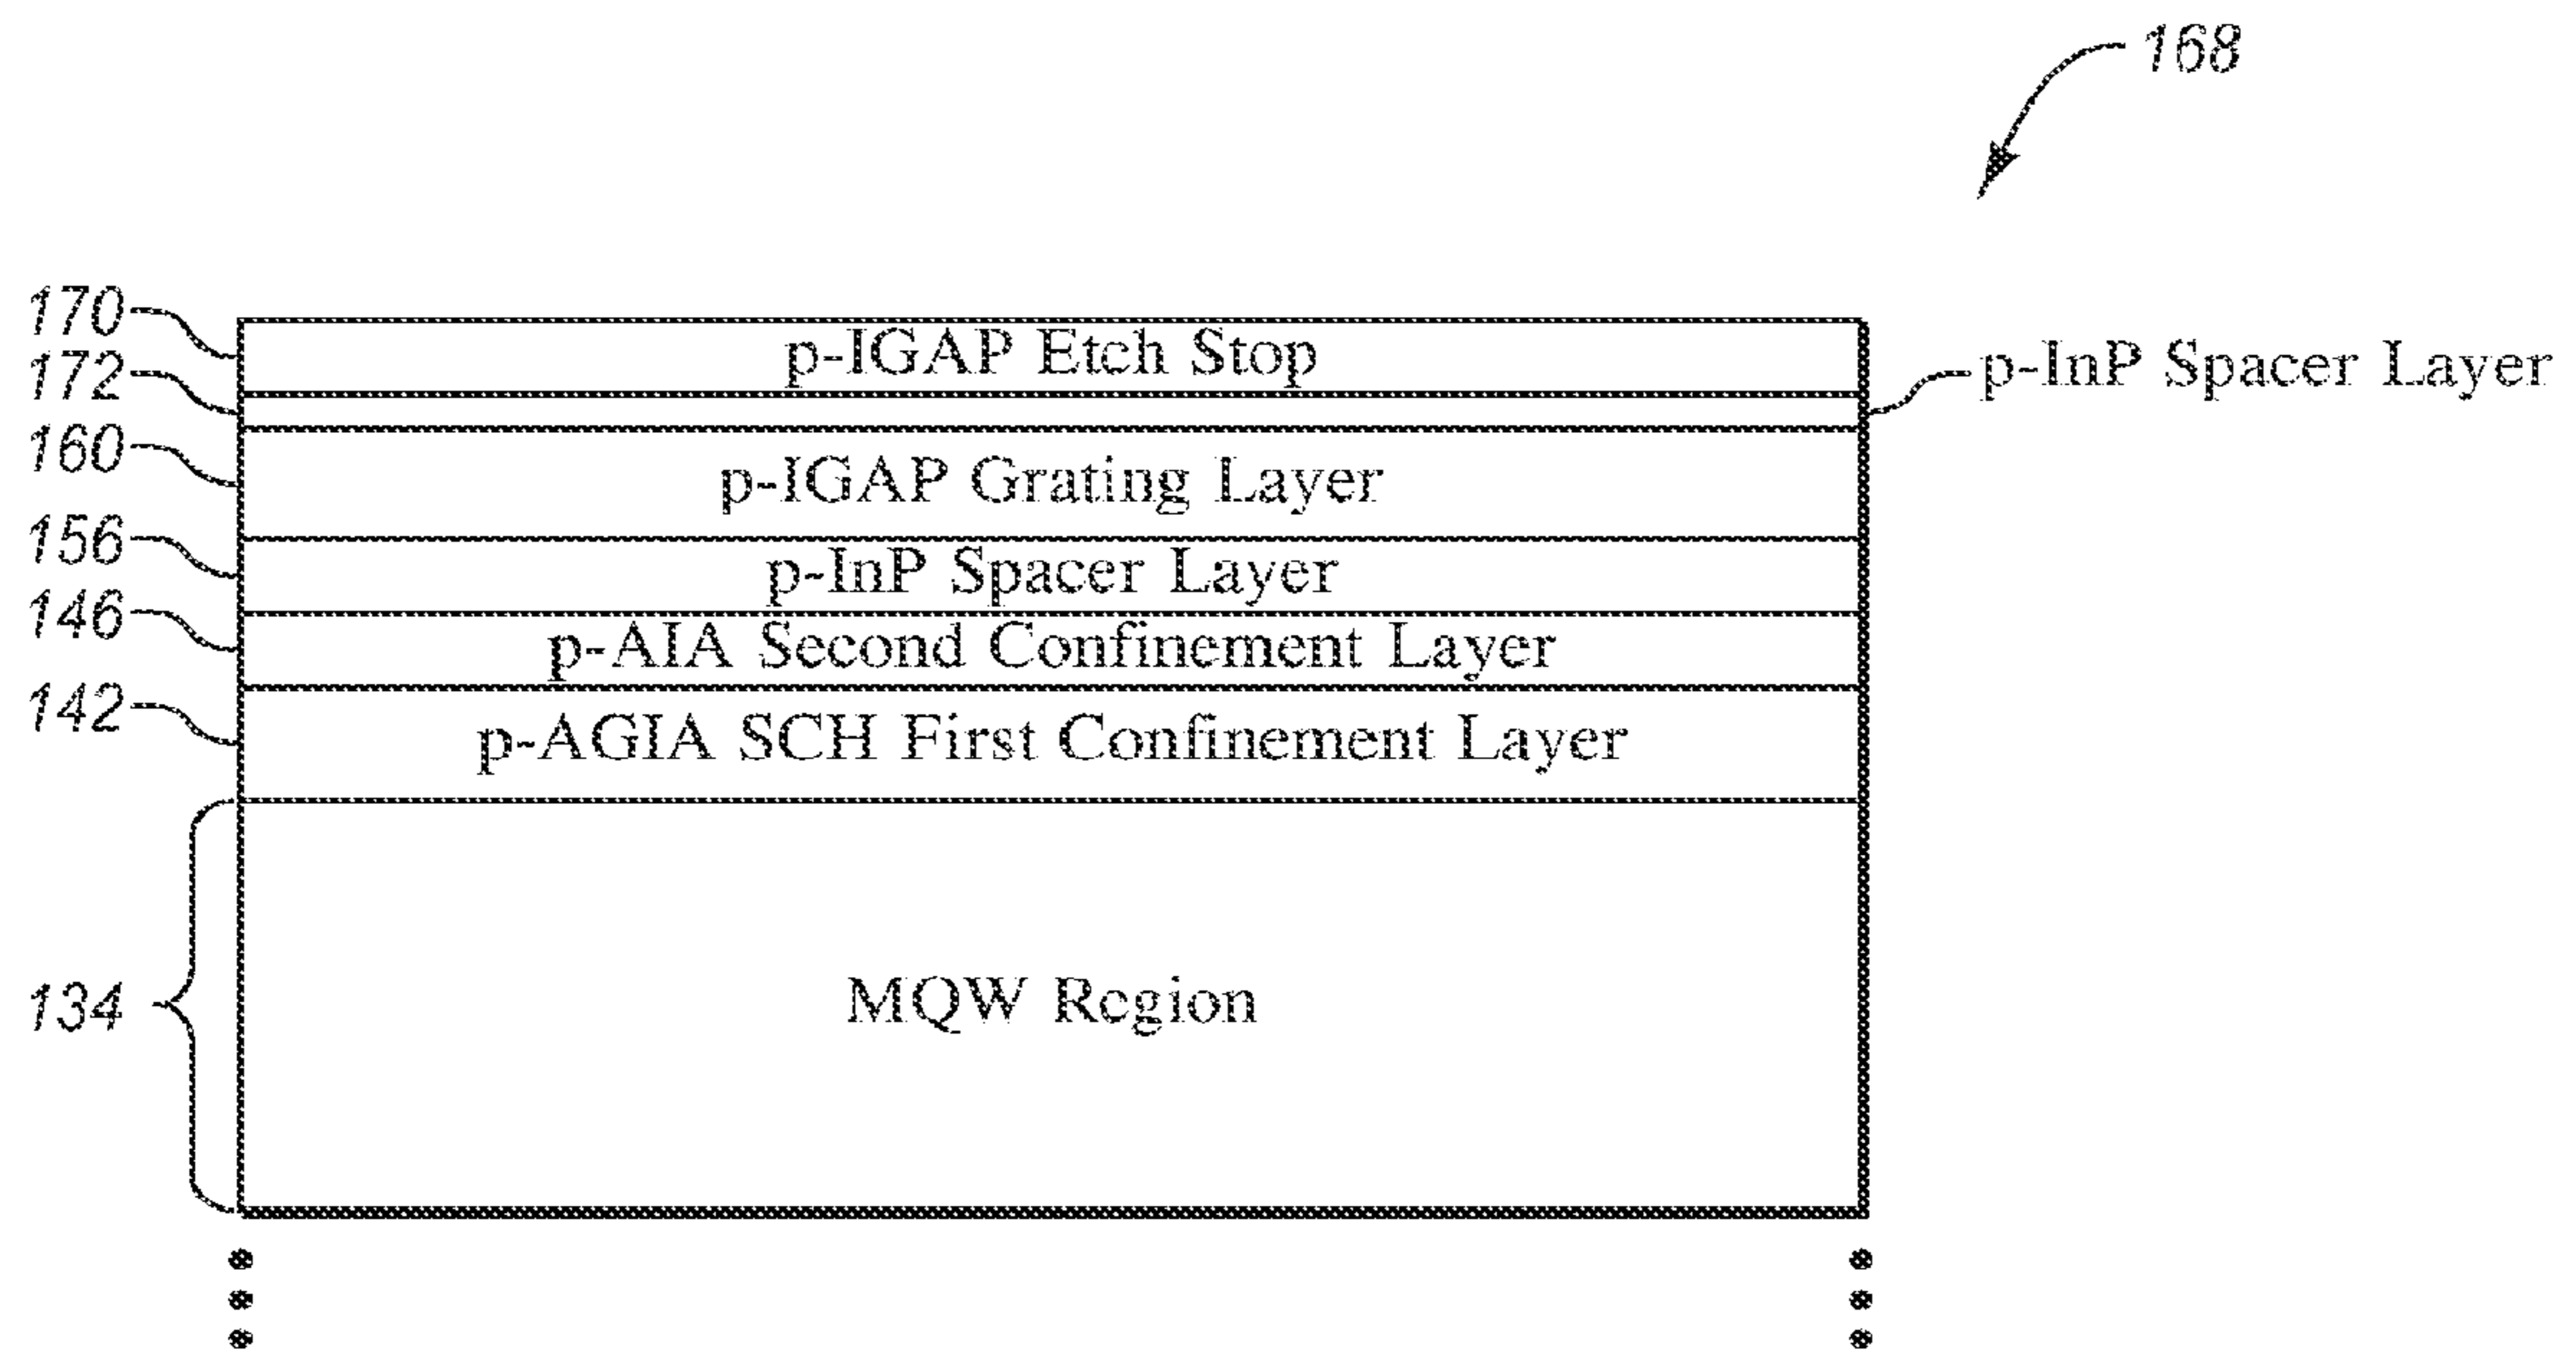 168
170
p-IGAP Etch Stop
172
p-InP Spacer Layer
160
p-IGAP Grating Layer
156
p-InP Spacer Layer
146
p-AIA Second Confinement Layer
142
p-AGIA SCH First Confinement Layer
134
MQW Region